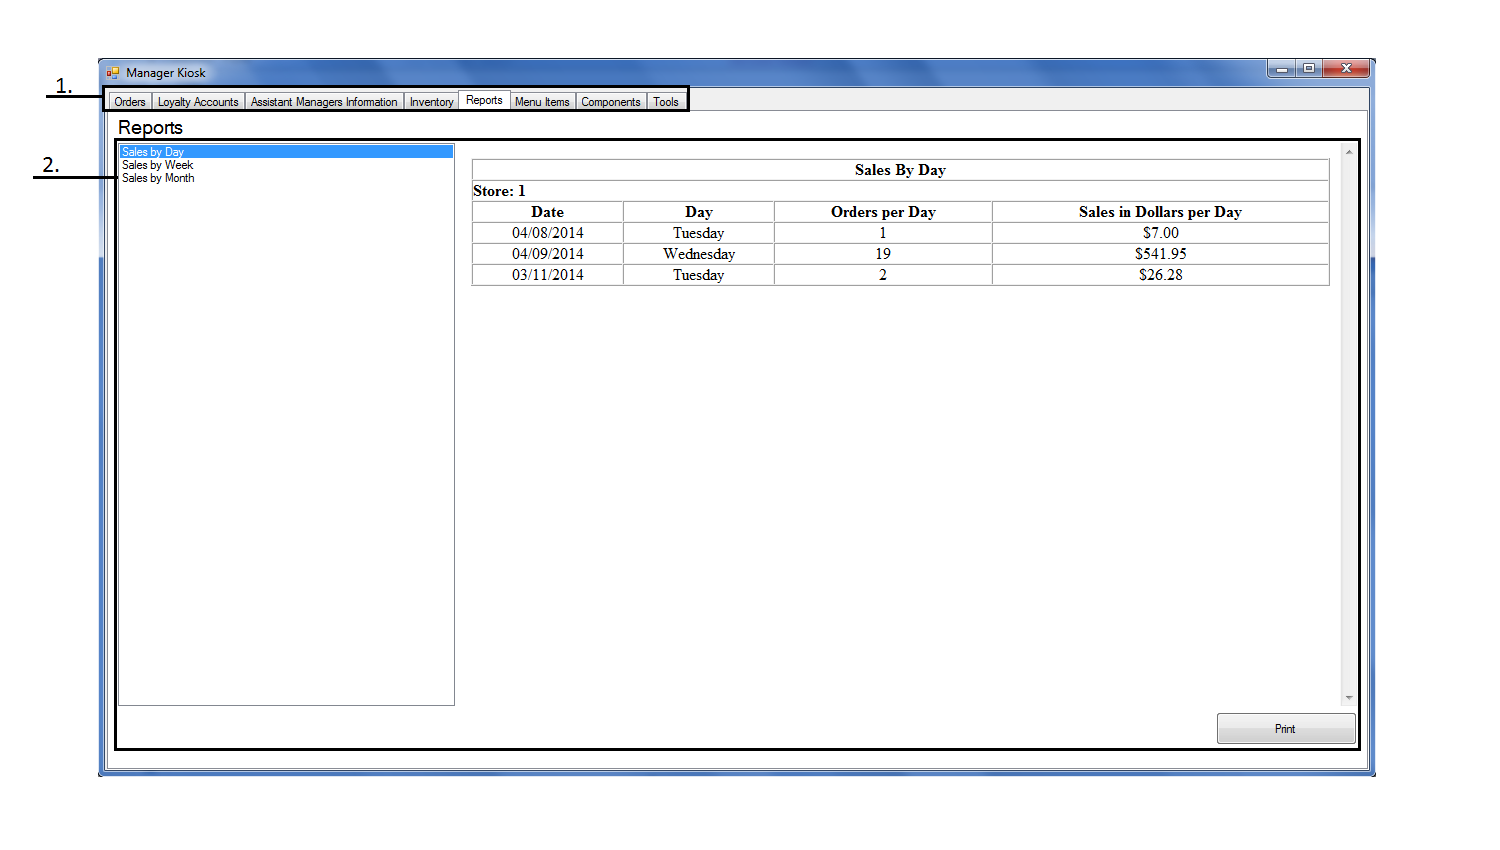 Manager Kiosk
1.
Orders Loyalty Accounts Assistant Managers Information Inventory Reports Menu Items Components Tools
Reports
2.
Sales by Day
Sales by Week
Sales by Month
Sales By Day
Store: 1
Date Day Orders per Day Sales in Dollars per Day
04/08/2014 Tuesday 1 $7.00
04/09/2014 Wednesday 19 $541.95
03/11/2014 Tuesday 2 $26.28
Print